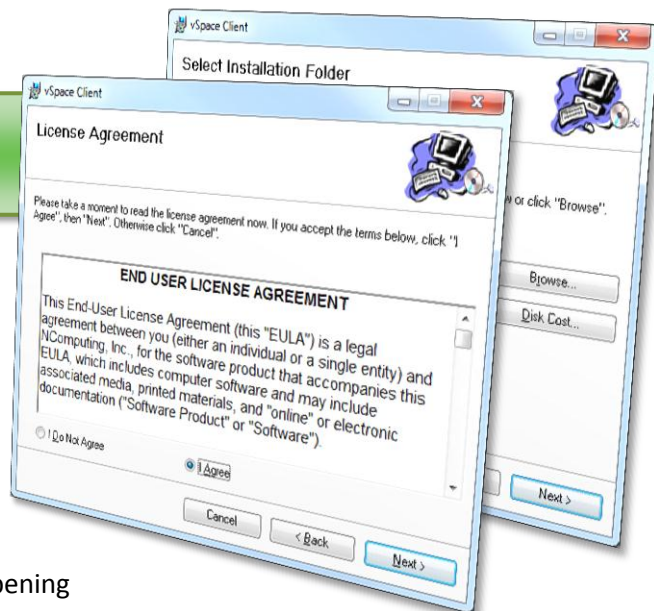 vSpace Client
Select Installation Folder
w or click "Browse".
Browse...
Disk Cost...
Next >
vSpace Client
License Agreement
Please take a moment to read the license agreement now. If you accept the terms below, click "I
Agree", then "Next". Otherwise click "Cancel".
END USER LICENSE AGREEMENT
This End-User License Agreement (this "EULA") is a legal
agreement between you (either an individual or a single entity) and
NComputing, Inc., for the software product that accompanies this
EULA, which includes computer software and may include
associated media, printed materials, and "online" or electronic
documentation ("Software Product" or "Software").
I Do Not Agree
I Agree
Cancel
< Back
Next >
pening